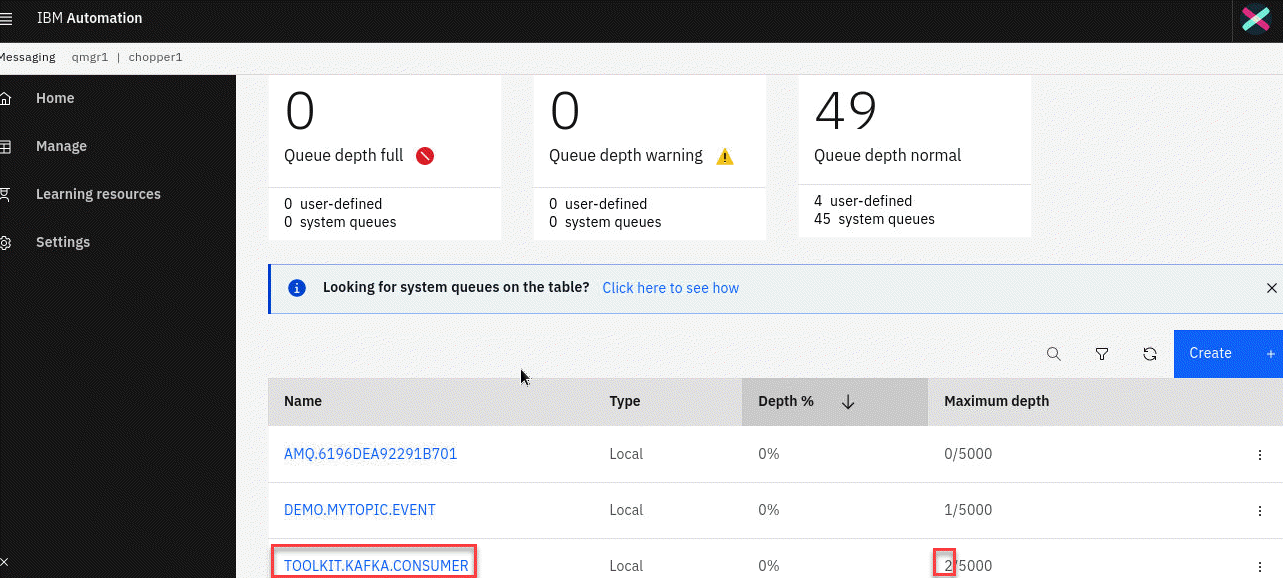 IBM Automation
Messaging qmgr1 | chopper1
Home
Manage
Learning resources
Settings
0
Queue depth full
0 user-defined
0 system queues
0
Queue depth warning
0 user-defined
0 system queues
49
Queue depth normal
4 user-defined
45 system queues
Looking for system queues on the table? Click here to see how
Create +
Name Type Depth % Maximum depth
AMQ.6196DEA92291B701 Local 0% 0/5000
DEMO.MYTOPIC.EVENT Local 0% 1/5000
TOOLKIT.KAFKA.CONSUMER Local 0% 2/5000